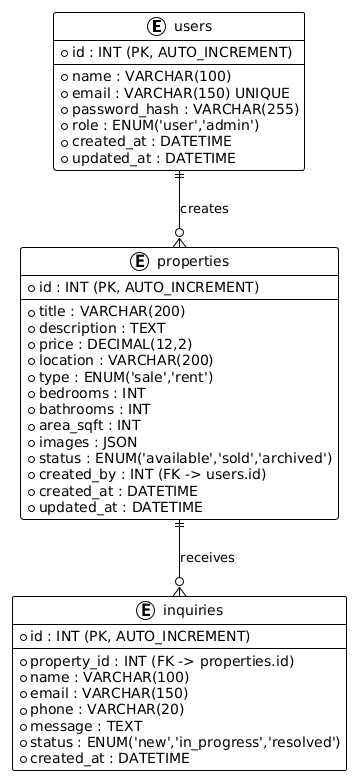 E users
id : INT (PK, AUTO_INCREMENT)
name : VARCHAR(100)
email : VARCHAR(150) UNIQUE
password_hash : VARCHAR(255)
role : ENUM('user','admin')
created_at : DATETIME
updated_at : DATETIME
creates
E properties
id : INT (PK, AUTO_INCREMENT)
title : VARCHAR(200)
description : TEXT
price : DECIMAL(12,2)
location : VARCHAR(200)
type : ENUM('sale','rent')
bedrooms : INT
bathrooms : INT
area_sqft : INT
images : JSON
status : ENUM('available','sold','archived')
created_by : INT (FK -> users.id)
created_at : DATETIME
updated_at : DATETIME
receives
E inquiries
id : INT (PK, AUTO_INCREMENT)
property_id : INT (FK -> properties.id)
name : VARCHAR(100)
email : VARCHAR(150)
phone : VARCHAR(20)
message : TEXT
status : ENUM('new','in_progress','resolved')
created_at : DATETIME